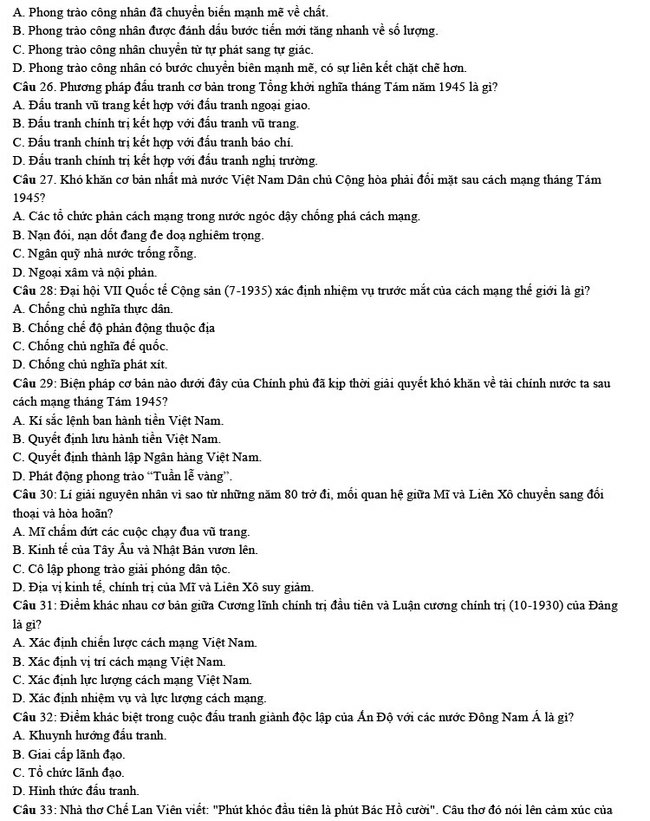 A. Phong trào công nhân đã chuyển biến mạnh mẽ về chất.
B. Phong trào công nhân được đánh dấu bước tiến mới tăng nhanh về số lượng.
C. Phong trào công nhân chuyển từ tự phát sang tự giác.
D. Phong trào công nhân có bước chuyển biên mạnh mẽ, có sự liên kết chặt chẽ hơn.
Câu 26. Phương pháp đấu tranh cơ bản trong Tổng khởi nghĩa tháng Tám năm 1945 là gì?
A. Đấu tranh vũ trang kết hợp với đấu tranh ngoại giao.
B. Đấu tranh chính trị kết hợp với đấu tranh vũ trang.
C. Đấu tranh chính trị kết hợp với đấu tranh báo chí.
D. Đấu tranh chính trị kết hợp với đấu tranh nghị trường.
Câu 27. Khó khăn cơ bản nhất mà nước Việt Nam Dân chủ Cộng hòa phải đối mặt sau cách mạng tháng Tám
1945?
A. Các tổ chức phản cách mạng trong nước ngóc dậy chống phá cách mạng.
B. Nạn đói, nạn dốt đang đe doạ nghiêm trọng.
C. Ngân quỹ nhà nước trống rỗng.
D. Ngoại xâm và nội phản.
Câu 28: Đại hội VII Quốc tế Cộng sản (7-1935) xác định nhiệm vụ trước mắt của cách mạng thế giới là gì?
A. Chống chủ nghĩa thực dân.
B. Chống chế độ phản động thuộc địa
C. Chống chủ nghĩa đế quốc.
D. Chống chủ nghĩa phát xít.
Câu 29: Biện pháp cơ bản nào dưới đây của Chính phủ đã kịp thời giải quyết khó khăn về tài chính nước ta sau
cách mạng tháng Tám 1945?
A. Kí sắc lệnh ban hành tiền Việt Nam.
B. Quyết định lưu hành tiền Việt Nam.
C. Quyết định thành lập Ngân hàng Việt Nam.
D. Phát động phong trào “Tuần lễ vàng”.
Câu 30: Lí giải nguyên nhân vì sao từ những năm 80 trở đi, mối quan hệ giữa Mĩ và Liên Xô chuyển sang đối
thoại và hòa hoãn?
A. Mĩ chấm dứt các cuộc chạy đua vũ trang.
B. Kinh tế của Tây Âu và Nhật Bản vươn lên.
C. Cô lập phong trào giải phóng dân tộc.
D. Địa vị kinh tế, chính trị của Mĩ và Liên Xô suy giảm.
Câu 31: Điểm khác nhau cơ bản giữa Cương lĩnh chính trị đầu tiên và Luận cương chính trị (10-1930) của Đảng
là gì?
A. Xác định chiến lược cách mạng Việt Nam.
B. Xác định vị trí cách mạng Việt Nam.
C. Xác định lực lượng cách mạng Việt Nam.
D. Xác định nhiệm vụ và lực lượng cách mạng.
Câu 32: Điểm khác biệt trong cuộc đấu tranh giành độc lập của Ấn Độ với các nước Đông Nam Á là gì?
A. Khuynh hướng đấu tranh.
B. Giai cấp lãnh đạo.
C. Tổ chức lãnh đạo.
D. Hình thức đấu tranh.
Câu 33: Nhà thơ Chế Lan Viên viết: "Phút khóc đầu tiên là phút Bác Hồ cười". Câu thơ đó nói lên cảm xúc của